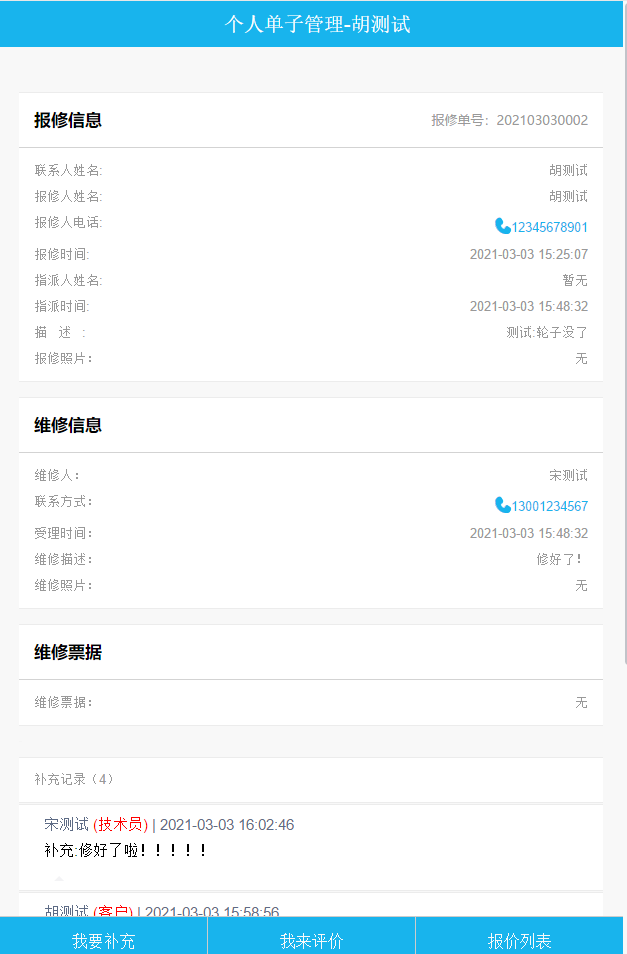 个人单子管理-胡测试
报修信息 报修单号：202103030002
联系人姓名: 胡测试
报修人姓名: 胡测试
报修人电话: 12345678901
报修时间: 2021-03-03 15:25:07
指派人姓名: 暂无
指派时间: 2021-03-03 15:48:32
描 述 : 测试:轮子没了
报修照片： 无
维修信息
维修人： 宋测试
联系方式： 13001234567
受理时间： 2021-03-03 15:48:32
维修描述： 修好了！
维修照片： 无
维修票据
维修票据： 无
补充记录（4）
宋测试 (技术员) | 2021-03-03 16:02:46
补充:修好了啦！！！！！
胡测试 (客户) | 2021-03-03 15:58:56
我要补充 我来评价 报价列表